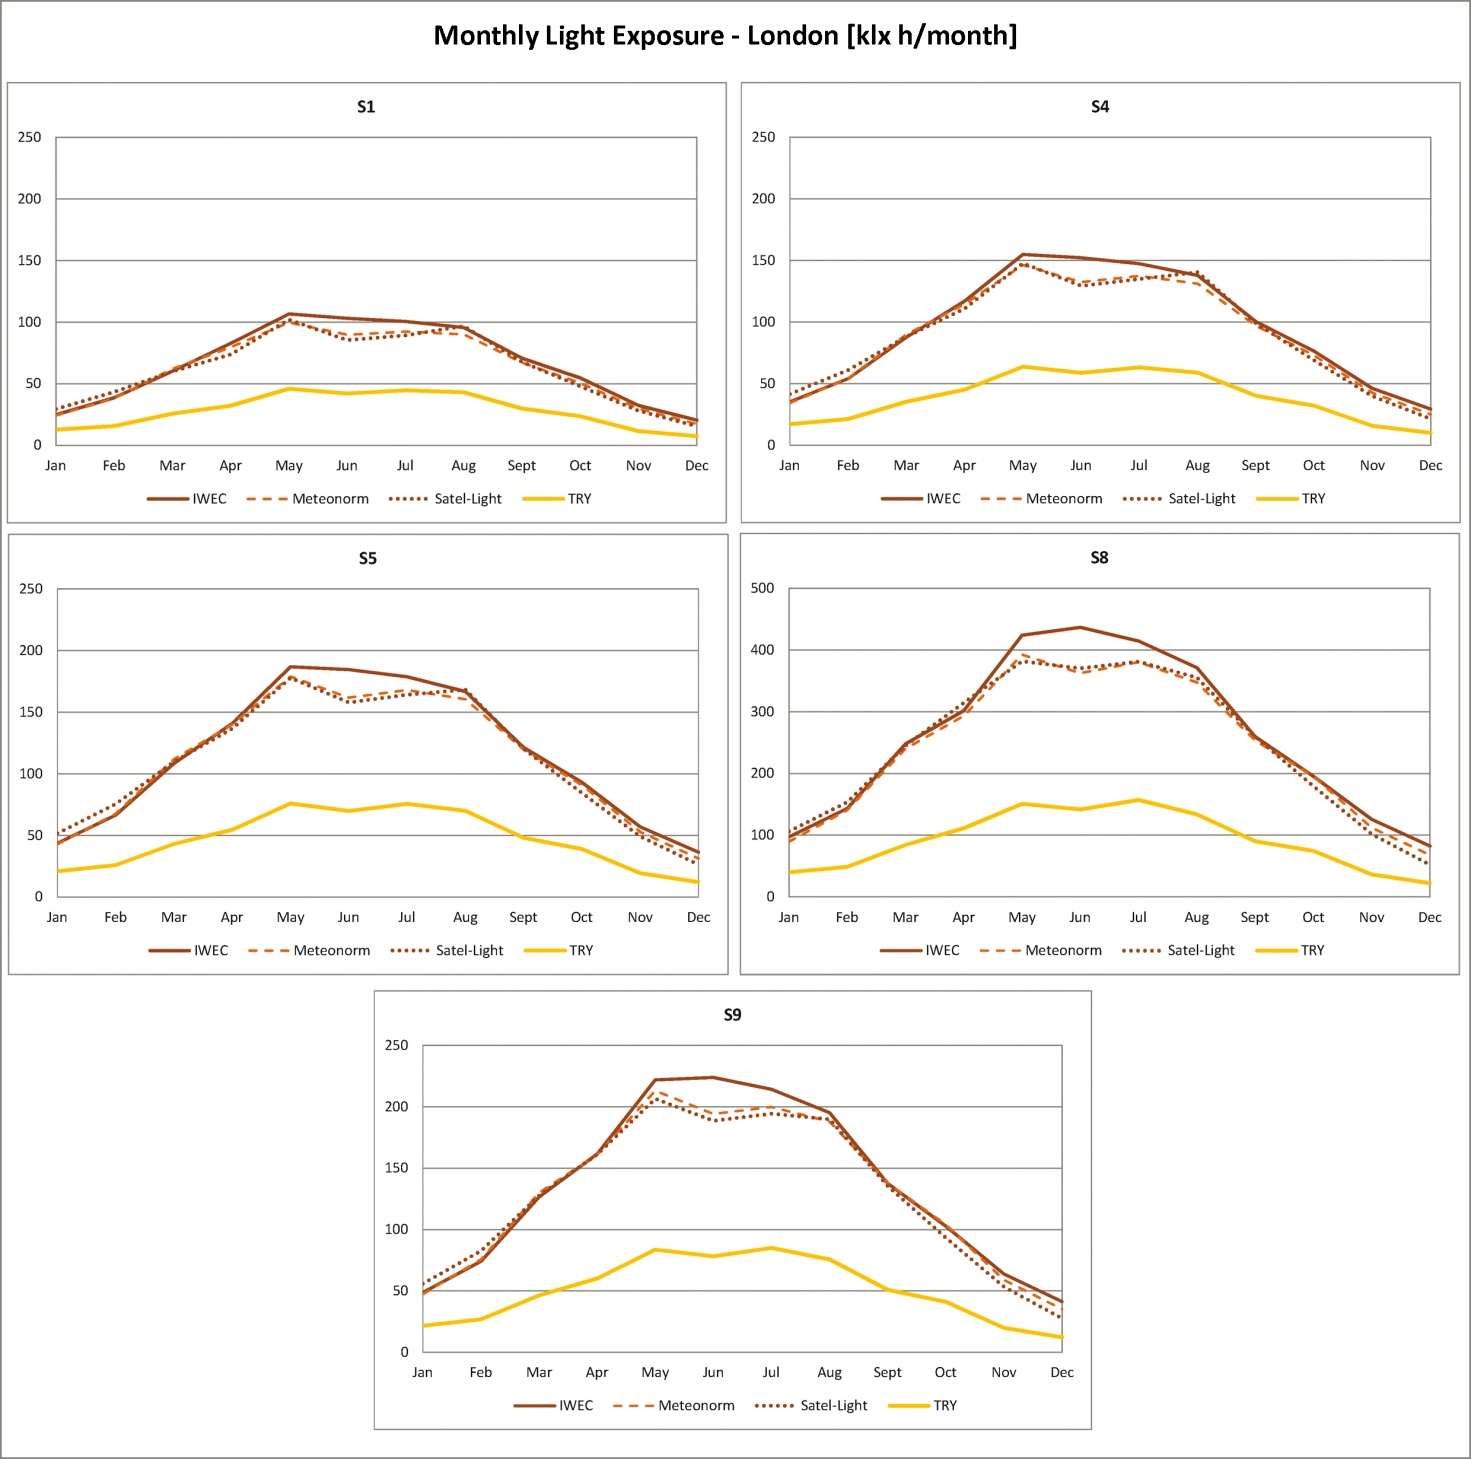 Monthly Light Exposure - London [klx h/month]
S1
250
200
150
100
50
0
Jan Feb Mar Apr May Jun Jul Aug Sept Oct Nov Dec
IWEC Meteonorm Satel-Light TRY
S4
250
200
150
100
50
0
Jan Feb Mar Apr May Jun Jul Aug Sept Oct Nov Dec
IWEC Meteonorm Satel-Light TRY
S5
250
200
150
100
50
0
Jan Feb Mar Apr May Jun Jul Aug Sept Oct Nov Dec
IWEC Meteonorm Satel-Light TRY
S8
500
400
300
200
100
0
Jan Feb Mar Apr May Jun Jul Aug Sept Oct Nov Dec
IWEC Meteonorm Satel-Light TRY
S9
250
200
150
100
50
0
Jan Feb Mar Apr May Jun Jul Aug Sept Oct Nov Dec
IWEC Meteonorm Satel-Light TRY